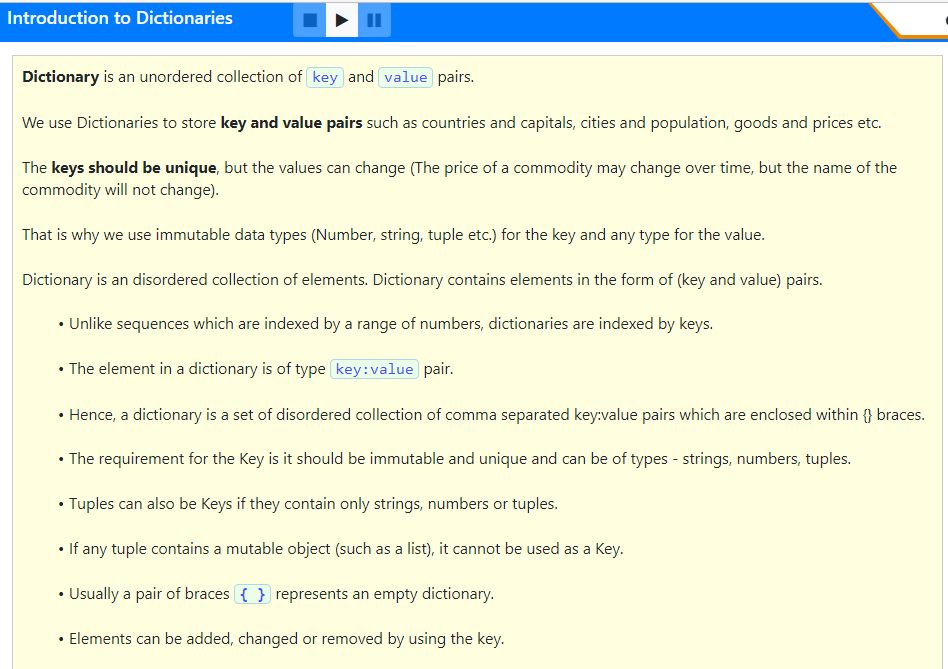 Introduction to Dictionaries
Dictionary is an unordered collection of key and value pairs.
We use Dictionaries to store key and value pairs such as countries and capitals, cities and population, goods and prices etc.
The keys should be unique, but the values can change (The price of a commodity may change over time, but the name of the
commodity will not change).
That is why we use immutable data types (Number, string, tuple etc.) for the key and any type for the value.
Dictionary is an disordered collection of elements. Dictionary contains elements in the form of (key and value) pairs.
• Unlike sequences which are indexed by a range of numbers, dictionaries are indexed by keys.
• The element in a dictionary is of type key:value pair.
• Hence, a dictionary is a set of disordered collection of comma separated key:value pairs which are enclosed within {} braces.
• The requirement for the Key is it should be immutable and unique and can be of types - strings, numbers, tuples.
• Tuples can also be Keys if they contain only strings, numbers or tuples.
• If any tuple contains a mutable object (such as a list), it cannot be used as a Key.
• Usually a pair of braces { } represents an empty dictionary.
• Elements can be added, changed or removed by using the key.